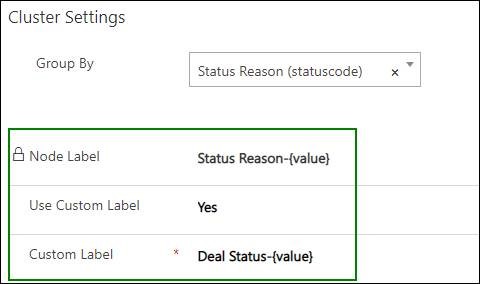 Cluster Settings
Group By Status Reason (statuscode) ×
Node Label Status Reason-{value}
Use Custom Label Yes
Custom Label * Deal Status-{value}